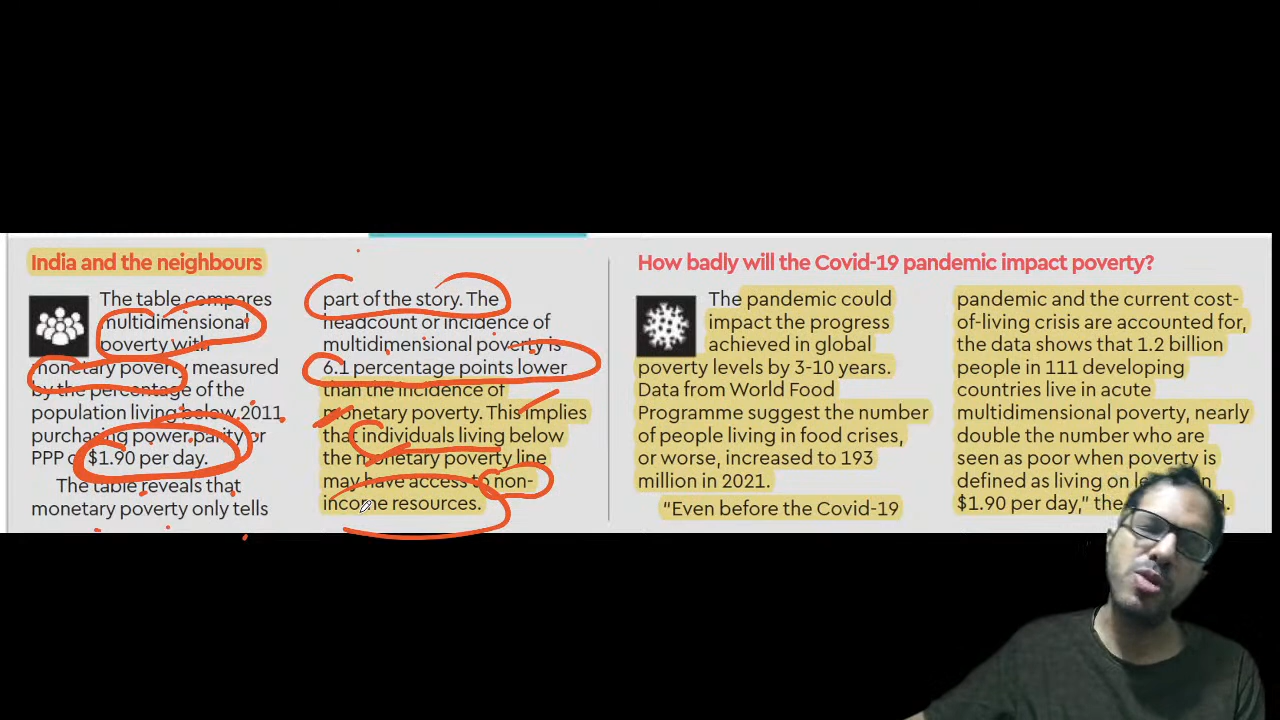 India and the neighbours
The table compares
multidimensional
poverty with
monetary poverty measured
by the percentage of the
population living below 2011
purchasing power parity or
PPP of $1.90 per day.
The table reveals that
monetary poverty only tells
part of the story. The
headcount or incidence of
multidimensional poverty is
6.1 percentage points lower
than the incidence of
monetary poverty. This implies
that individuals living below
the monetary poverty line
may have access to non-
income resources.
How badly will the Covid-19 pandemic impact poverty?
The pandemic could
impact the progress
achieved in global
poverty levels by 3-10 years.
Data from World Food
Programme suggest the number
of people living in food crises,
or worse, increased to 193
million in 2021.
“Even before the Covid-19
pandemic and the current cost-
of-living crisis are accounted for,
the data shows that 1.2 billion
people in 111 developing
countries live in acute
multidimensional poverty, nearly
double the number who are
seen as poor when poverty is
defined as living on
$1.90 per day,” the